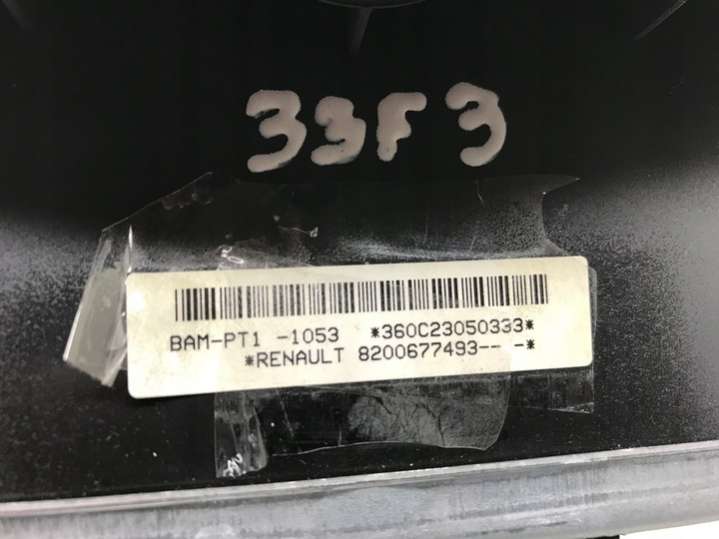 33F3
BAM-PT1 -1053 *360C23050333*
*RENAULT 8200677493-- -*